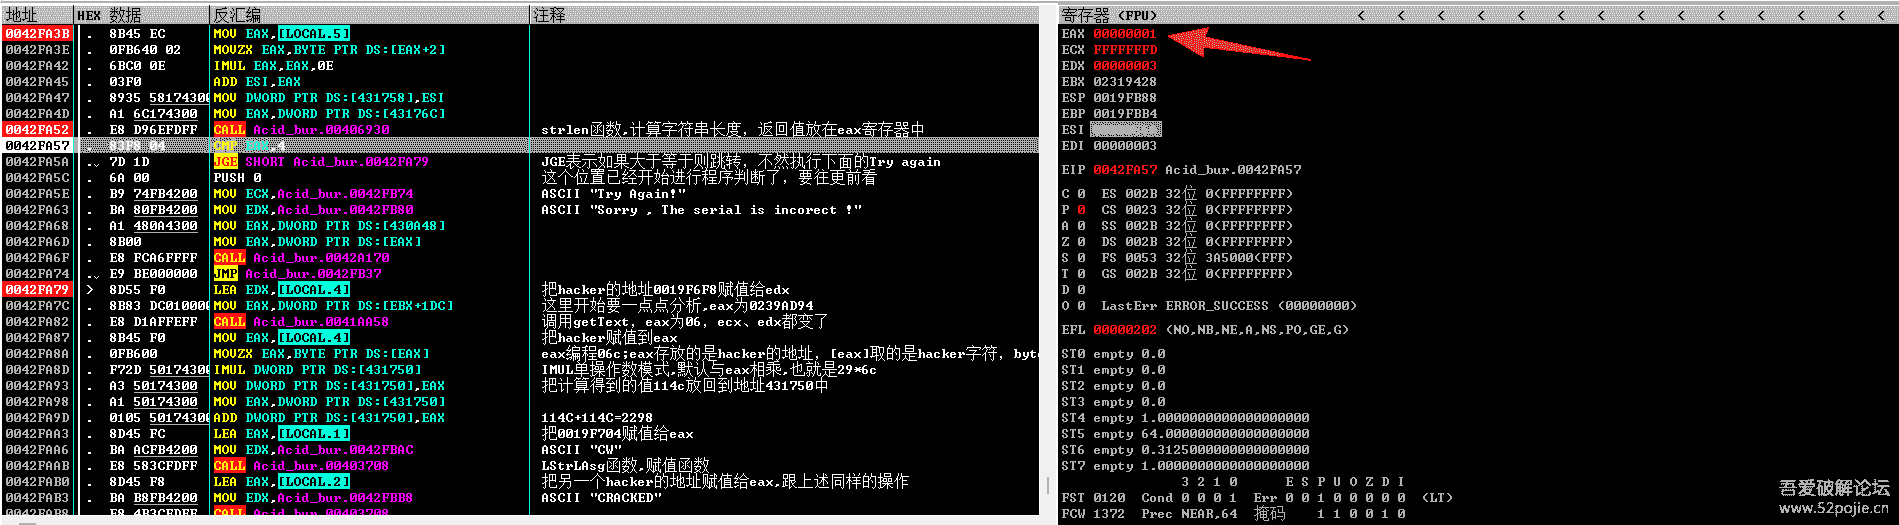 地址 HEX 数据 反汇编 注释
0042FA3B . 8B45 EC MOV EAX,[LOCAL.5]
0042FA3E . 0FB640 02 MOVZX EAX,BYTE PTR DS:[EAX+2]
0042FA42 . 6BC0 0E IMUL EAX,EAX,0E
0042FA45 . 03F0 ADD ESI,EAX
0042FA47 . 8935 58174300 MOV DWORD PTR DS:[431758],ESI
0042FA4D . A1 6C174300 MOV EAX,DWORD PTR DS:[43176C]
0042FA52 . E8 D96EFDFF CALL Acid_bur.00406930 strlen函数,计算字符串长度, 返回值放在eax寄存器中
0042FA57 . 83F8 04 CMP EAX,4
0042FA5A .⌄ 7D 1D JGE SHORT Acid_bur.0042FA79 JGE表示如果大于等于则跳转, 不然执行下面的Try again
0042FA5C . 6A 00 PUSH 0 这个位置已经开始进行程序判断了, 要往更前看
0042FA5E . B9 74FB4200 MOV ECX,Acid_bur.0042FB74 ASCII "Try Again!"
0042FA63 . BA 80FB4200 MOV EDX,Acid_bur.0042FB80 ASCII "Sorry , The serial is incorect !"
0042FA68 . A1 480A4300 MOV EAX,DWORD PTR DS:[430A48]
0042FA6D . 8B00 MOV EAX,DWORD PTR DS:[EAX]
0042FA6F . E8 FCA6FFFF CALL Acid_bur.0042A170
0042FA74 .⌄ E9 BE000000 JMP Acid_bur.0042FB37
0042FA79 > 8D55 F0 LEA EDX,[LOCAL.4] 把hacker的地址0019F6F8赋值给edx
0042FA7C . 8B83 DC010000 MOV EAX,DWORD PTR DS:[EBX+1DC] 这里开始要一点点分析,eax为0239AD94
0042FA82 . E8 D1AFFEFF CALL Acid_bur.0041AA58 调用getText, eax为06, ecx、edx都变了
0042FA87 . 8B45 F0 MOV EAX,[LOCAL.4] 把hacker赋值到eax
0042FA8A . 0FB600 MOVZX EAX,BYTE PTR DS:[EAX] eax编程06c;eax存放的是hacker的地址, [eax]取的是hacker字符, byt
0042FA8D . F72D 50174300 IMUL DWORD PTR DS:[431750] IMUL单操作数模式,默认与eax相乘,也就是29*6c
0042FA93 . A3 50174300 MOV DWORD PTR DS:[431750],EAX 把计算得到的值114c放回到地址431750中
0042FA98 . A1 50174300 MOV EAX,DWORD PTR DS:[431750]
0042FA9D . 0105 50174300 ADD DWORD PTR DS:[431750],EAX 114C+114C=2298
0042FAA3 . 8D45 FC LEA EAX,[LOCAL.1] 把0019F704赋值给eax
0042FAA6 . BA ACFB4200 MOV EDX,Acid_bur.0042FBAC ASCII "CW"
0042FAAB . E8 583CFDFF CALL Acid_bur.00403708 LStrLAsg函数,赋值函数
0042FAB0 . 8D45 F8 LEA EAX,[LOCAL.2] 把另一个hacker的地址赋值给eax,跟上述同样的操作
0042FAB3 . BA B8FB4200 MOV EDX,Acid_bur.0042FBB8 ASCII "CRACKED"
0042FAB8 . E8 4B3CFDFF CALL Acid_bur.00403708
寄存器 (FPU) < < < < < < < < < < < < < <
EAX 00000001
ECX FFFFFFFD
EDX 00000003
EBX 02319428
ESP 0019FB88
EBP 0019FBB4
ESI
EDI 00000003
EIP 0042FA57 Acid_bur.0042FA57
C 0 ES 002B 32位 0(FFFFFFFF)
P 0 CS 0023 32位 0(FFFFFFFF)
A 0 SS 002B 32位 0(FFFFFFFF)
Z 0 DS 002B 32位 0(FFFFFFFF)
S 0 FS 0053 32位 3A5000(FFF)
T 0 GS 002B 32位 0(FFFFFFFF)
D 0
O 0 LastErr ERROR_SUCCESS (00000000)
EFL 00000202 (NO,NB,NE,A,NS,PO,GE,G)
ST0 empty 0.0
ST1 empty 0.0
ST2 empty 0.0
ST3 empty 0.0
ST4 empty 1.0000000000000000000
ST5 empty 64.000000000000000000
ST6 empty 0.3125000000000000000
ST7 empty 1.0000000000000000000
3 2 1 0 E S P U O Z D I
FST 0120 Cond 0 0 0 1 Err 0 0 1 0 0 0 0 0 (LT)
FCW 1372 Prec NEAR,64 掩码 1 1 0 0 1 0
吾爱破解论坛
www.52pojie.cn